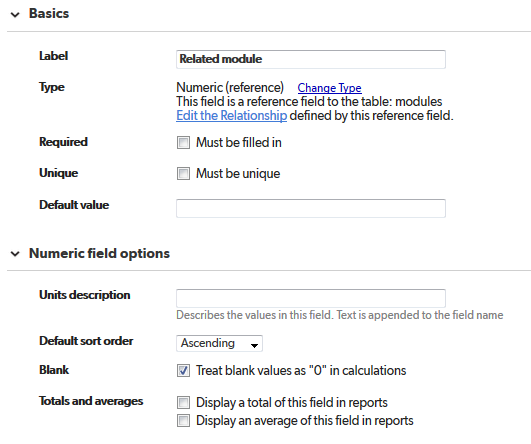 Basics
Label Related module
Type Numeric (reference) Change Type
This field is a reference field to the table: modules
Edit the Relationship defined by this reference field.
Required Must be filled in
Unique Must be unique
Default value
Numeric field options
Units description
Describes the values in this field. Text is appended to the field name
Default sort order Ascending
Blank Treat blank values as "0" in calculations
Totals and averages Display a total of this field in reports
Display an average of this field in reports